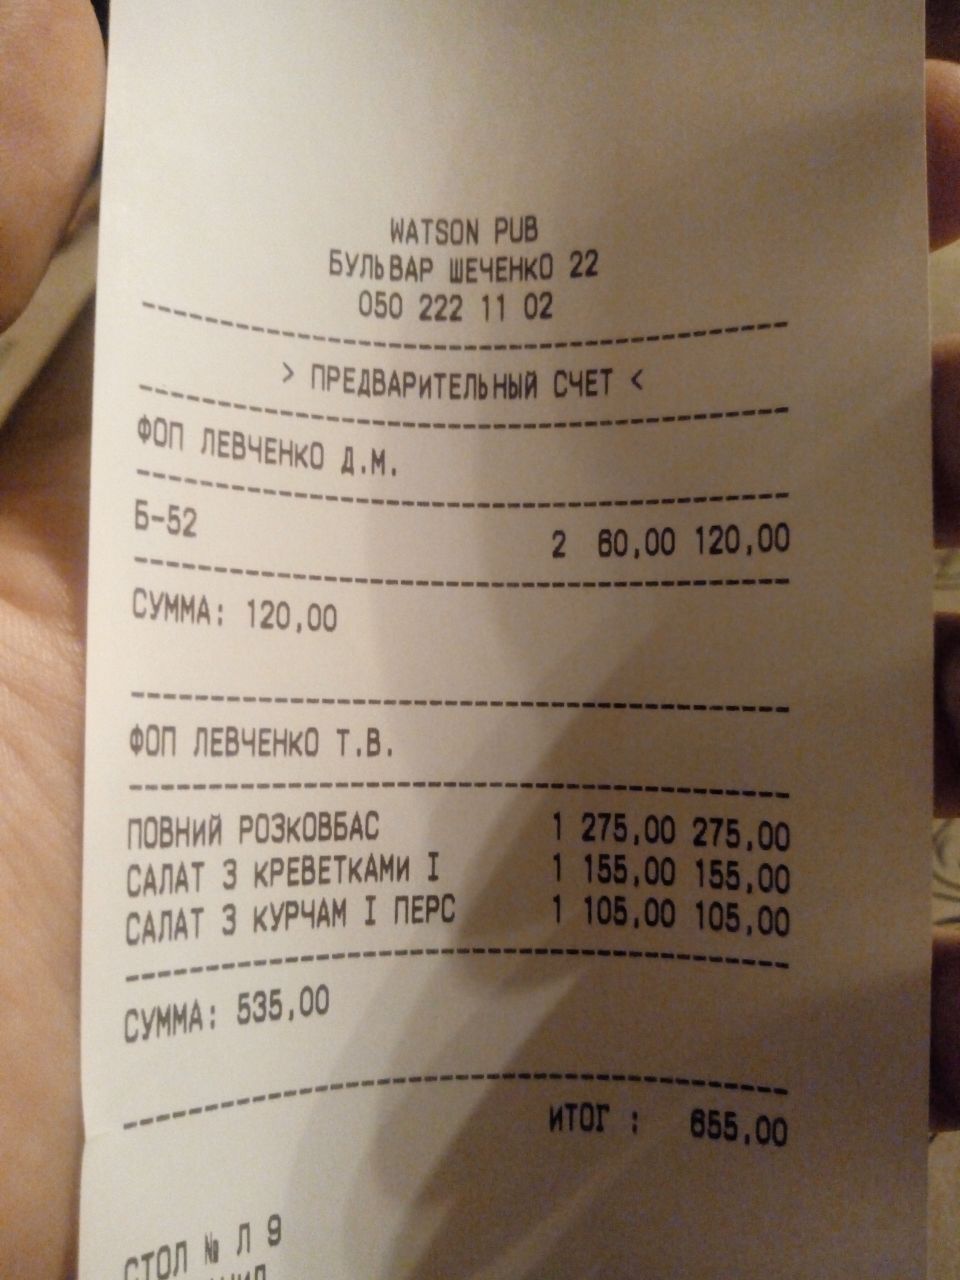 WATSON PUB
БУЛЬВАР ШЕЧЕНКО 22
050 222 11 02
> ПРЕДВАРИТЕЛЬНЫЙ СЧЕТ <
ФОП ЛЕВЧЕНКО Д.М.
Б-52 2 60,00 120,00
СУММА: 120,00
ФОП ЛЕВЧЕНКО Т.В.
ПОВНИЙ РОЗКОВБАС 1 275,00 275,00
САЛАТ З КРЕВЕТКАМИ І 1 155,00 155,00
САЛАТ З КУРЧАМ І ПЕРС 1 105,00 105,00
СУММА: 535,00
ИТОГ : 655,00
СТОЛ № Л 9